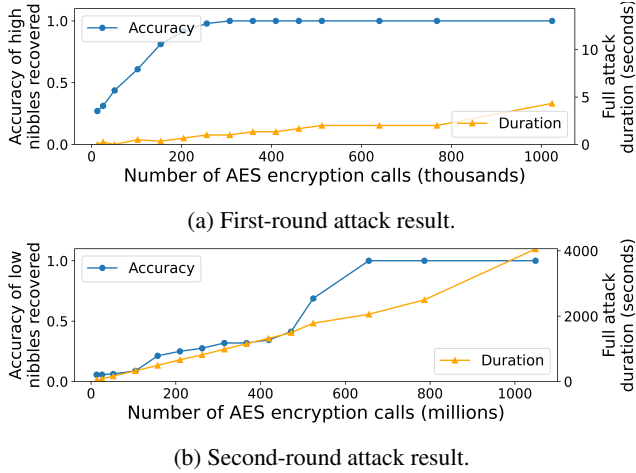 Accuracy of high
nibbles recovered
1.0
0.5
0.0
Accuracy
Duration
10
5
0
Full attack
duration (seconds)
0 200 400 600 800 1000
Number of AES encryption calls (thousands)
(a) First-round attack result.
Accuracy of low
nibbles recovered
1.0
0.5
0.0
Accuracy
Duration
4000
2000
0
Full attack
duration (seconds)
0 200 400 600 800 1000
Number of AES encryption calls (millions)
(b) Second-round attack result.